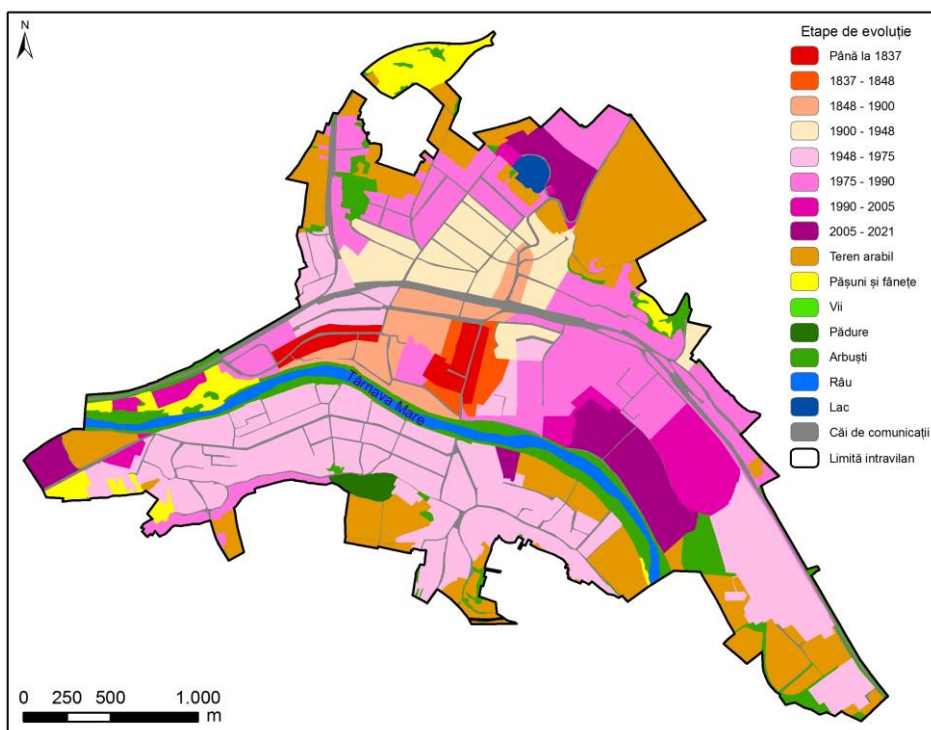 N
Etape de evoluție
Până la 1837
1837 - 1848
1848 - 1900
1900 - 1948
1948 - 1975
1975 - 1990
1990 - 2005
2005 - 2021
Teren arabil
Pășuni și fânețe
Vii
Pădure
Arbuști
Râu
Lac
Căi de comunicații
Limită intravilan
Târnava Mare
0 250 500 1.000
m